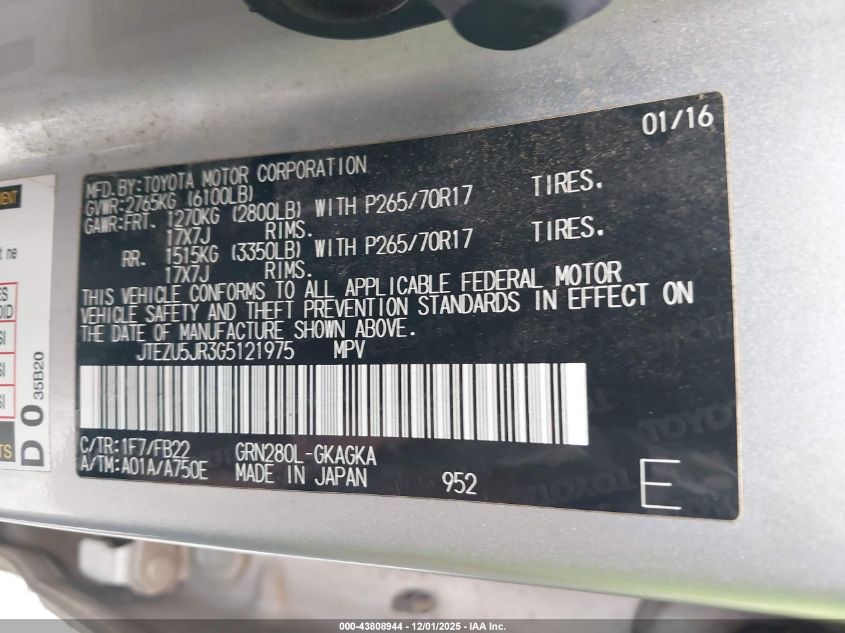 01/16
MFD. BY: TOYOTA MOTOR CORPORATION
GVWR: 2765KG (6100LB)
GAWR: FRT. 1270KG (2800LB) WITH P265/70R17 TIRES.
17X7J RIMS.
RR. 1515KG (3350LB) WITH P265/70R17 TIRES.
17X7J RIMS.
THIS VEHICLE CONFORMS TO ALL APPLICABLE FEDERAL MOTOR
VEHICLE SAFETY AND THEFT PREVENTION STANDARDS IN EFFECT ON
THE DATE OF MANUFACTURE SHOWN ABOVE.
JTEZU5JR3G5121975 MPV
C/TR: 1F7/FB22 GRN280L-GKAGKA
A/TM: A01A/A750E MADE IN JAPAN 952 E
D 0 35B20
000-43808944 - 12/01/2025 - IAA Inc.